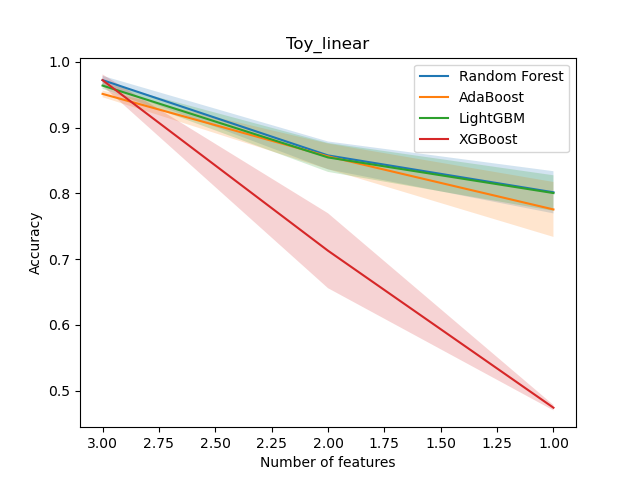 Toy_linear
Random Forest
AdaBoost
LightGBM
XGBoost
Accuracy
1.0
0.9
0.8
0.7
0.6
0.5
3.00 2.75 2.50 2.25 2.00 1.75 1.50 1.25 1.00
Number of features